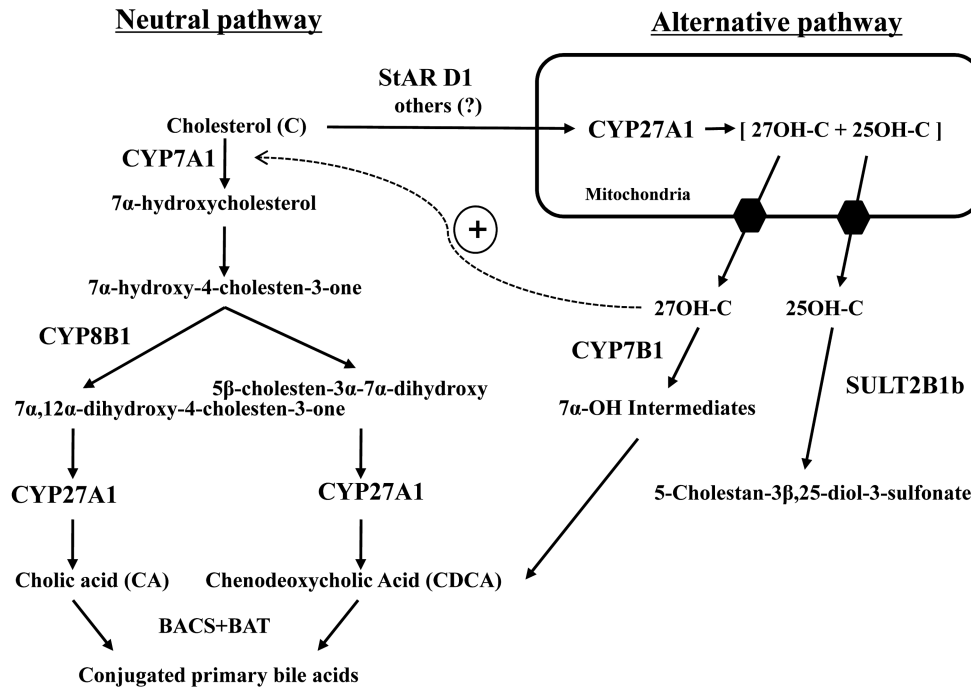 Neutral pathway
Alternative pathway
StAR D1
others (?)
Cholesterol (C)
CYP27A1
[ 27OH-C + 25OH-C ]
CYP7A1
Mitochondria
7α-hydroxycholesterol
+
7α-hydroxy-4-cholesten-3-one
27OH-C
25OH-C
CYP8B1
CYP7B1
5β-cholesten-3α-7α-dihydroxy
SULT2B1b
7α,12α-dihydroxy-4-cholesten-3-one
7α-OH Intermediates
CYP27A1
CYP27A1
5-Cholestan-3β,25-diol-3-sulfonate
Cholic acid (CA)
Chenodeoxycholic Acid (CDCA)
BACS+BAT
Conjugated primary bile acids